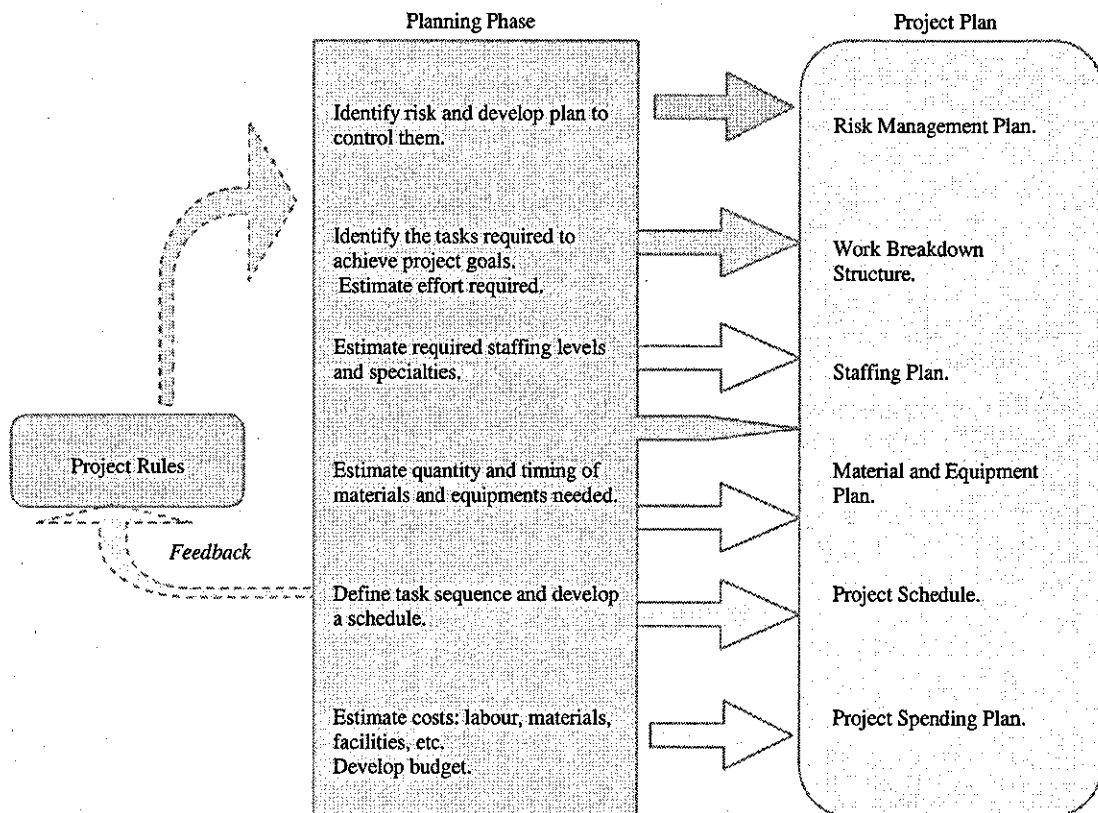 Planning Phase
Project Plan
Identify risk and develop plan to
control them.
Risk Management Plan.
Identify the tasks required to
achieve project goals.
Estimate effort required.
Work Breakdown
Structure.
Estimate required staffing levels
and specialties.
Staffing Plan.
Project Rules
Estimate quantity and timing of
materials and equipments needed.
Material and Equipment
Plan.
Feedback
Define task sequence and develop
a schedule.
Project Schedule.
Estimate costs: labour, materials,
facilities, etc.
Develop budget.
Project Spending Plan.